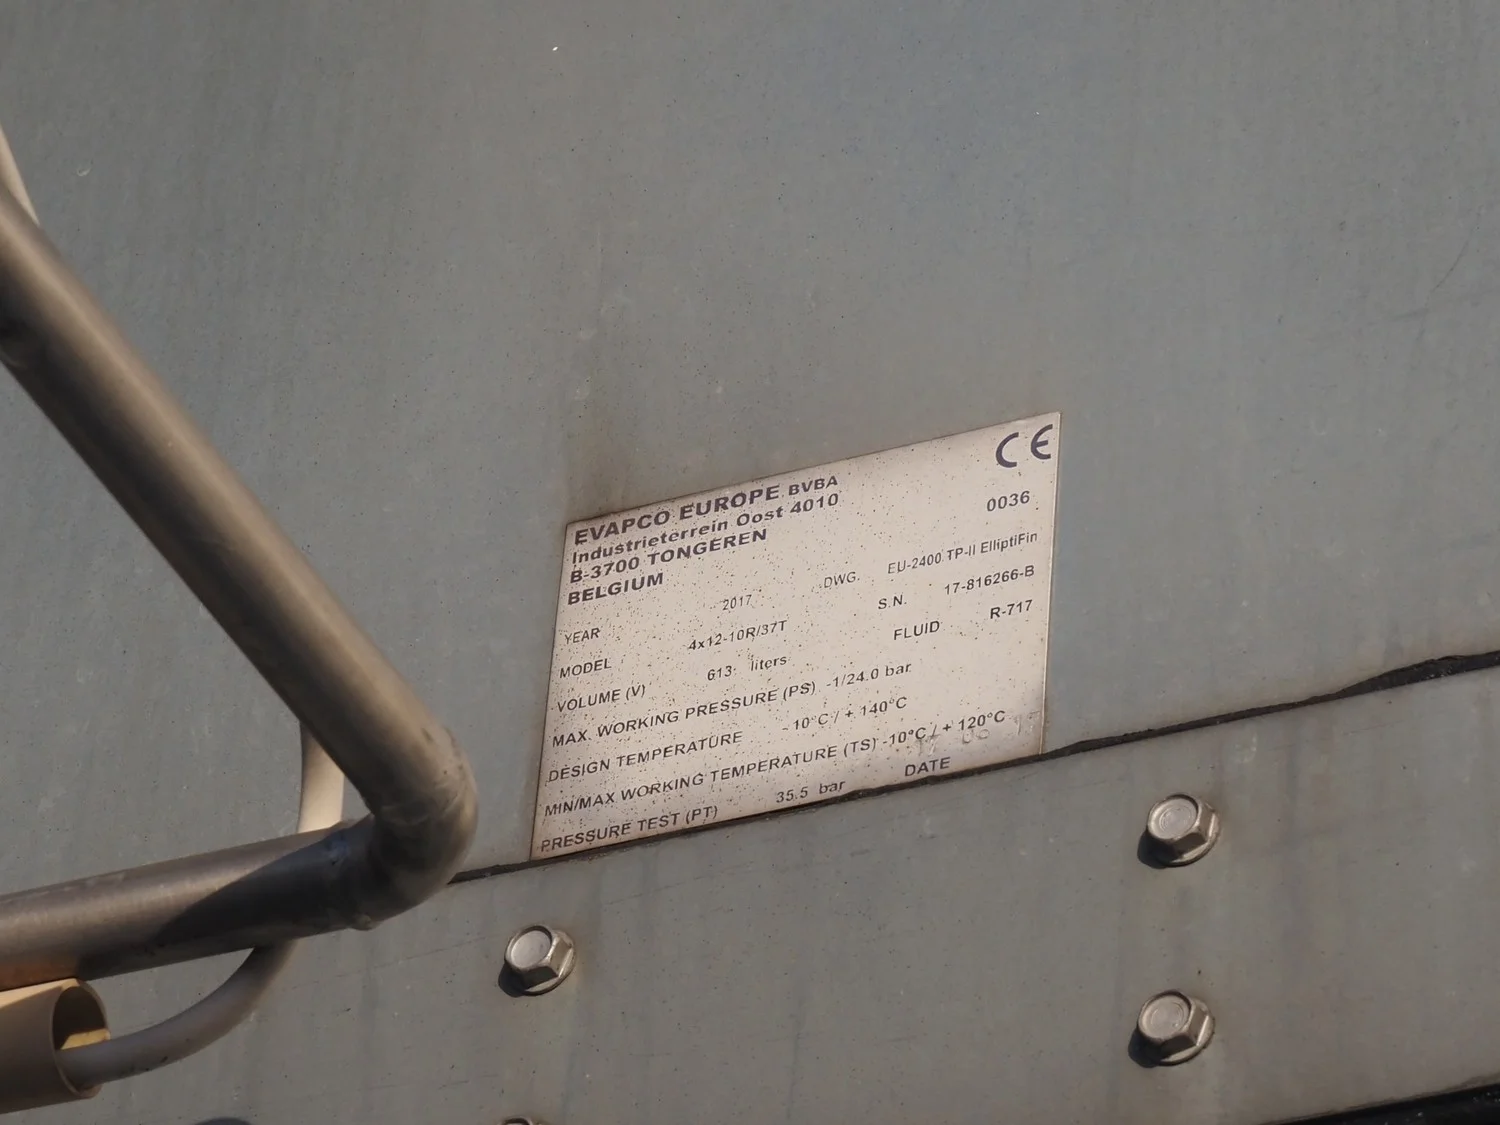 CE
EVAPCO EUROPE BVBA
Industrieterrein Oost 4010
0036
B-3700 TONGEREN
BELGIUM
YEAR 2017 DWG. EU-2400 TP-II ElliptiFin
MODEL 4x12-10R/37T S.N. 17-816266-B
VOLUME (V) 613 liters FLUID R-717
MAX. WORKING PRESSURE (PS) -1/24.0 bar
DESIGN TEMPERATURE - 10°C / + 140°C
MIN/MAX WORKING TEMPERATURE (TS) -10°C / + 120°C
PRESSURE TEST (PT) 35.5 bar DATE